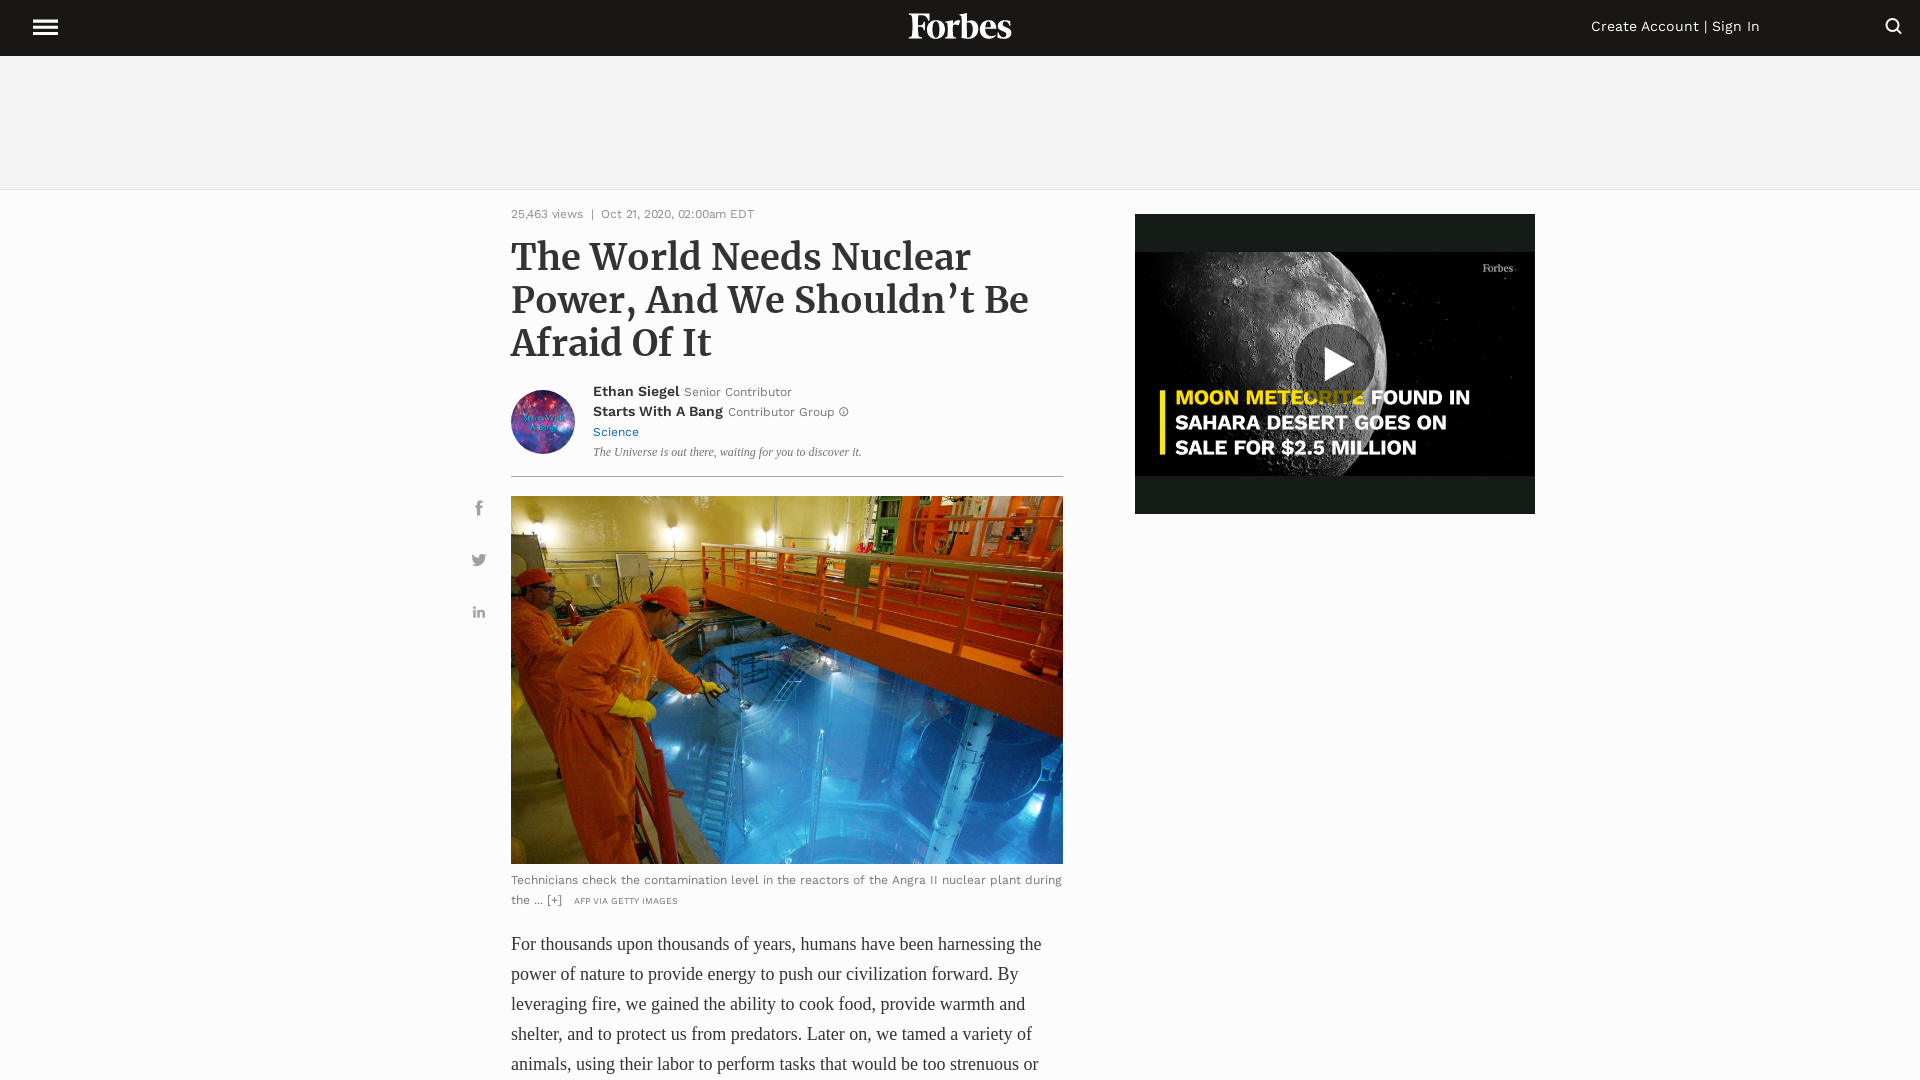 Forbes
Create Account | Sign In
25,463 views | Oct 21, 2020, 02:00am EDT
The World Needs Nuclear
Power, And We Shouldn’t Be
Afraid Of It
Ethan Siegel Senior Contributor
Starts With A Bang Contributor Group
Science
The Universe is out there, waiting for you to discover it.
Starts With
A Bang!
Technicians check the contamination level in the reactors of the Angra II nuclear plant during
the ... [+] AFP VIA GETTY IMAGES
For thousands upon thousands of years, humans have been harnessing the
power of nature to provide energy to push our civilization forward. By
leveraging fire, we gained the ability to cook food, provide warmth and
shelter, and to protect us from predators. Later on, we tamed a variety of
animals, using their labor to perform tasks that would be too strenuous or
Forbes
MOON METEORITE FOUND IN
SAHARA DESERT GOES ON
SALE FOR $2.5 MILLION